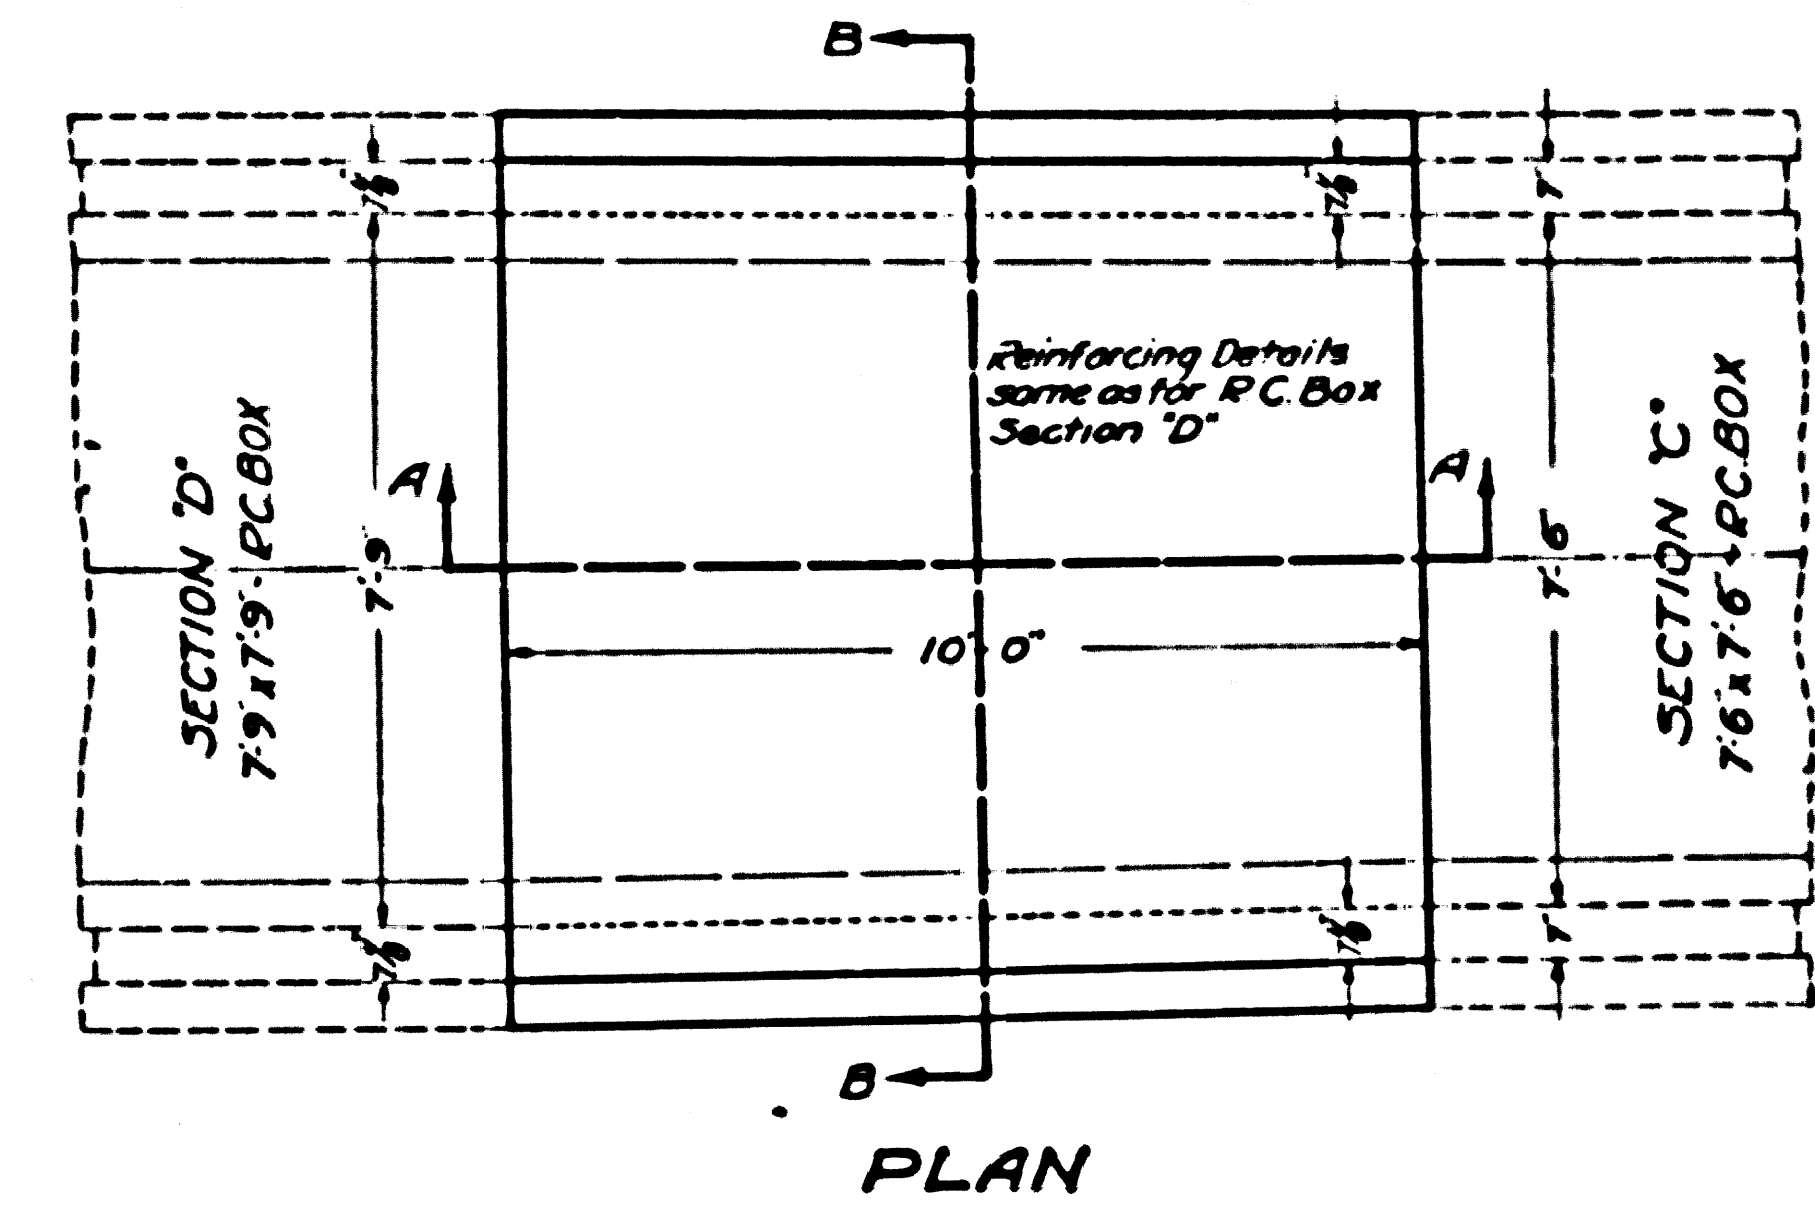 B
7½"
7½"
7"
Reinforcing Details
same as for R.C. Box
Section "D"
A
A
SECTION "D"
7'-9" x 7'-9" R.C. BOX
7'-9"
7'-6"
SECTION "C"
7'-6" x 7'-6" R.C. BOX
10'-0"
7½"
7½"
7"
B
PLAN